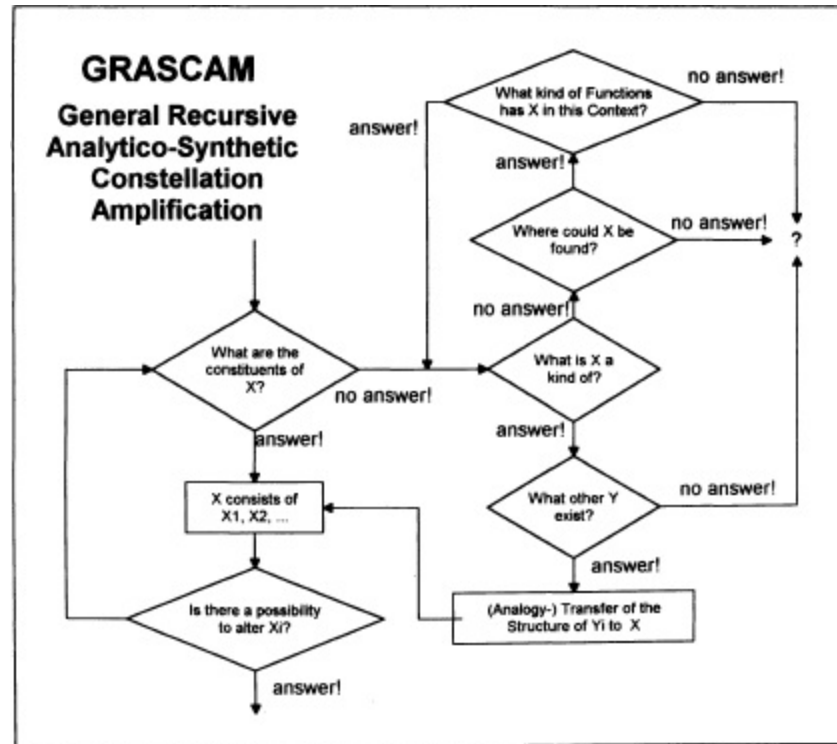 GRASCAM
General Recursive
Analytico-Synthetic
Constellation
Amplification
What kind of Functions
has X in this Context?
no answer!
answer!
answer!
Where could X be
found?
no answer!
?
no answer!
What are the
constituents of
X?
no answer!
What is X a
kind of?
answer!
answer!
X consists of
X1, X2, ...
What other Y
exist?
no answer!
answer!
Is there a possibility
to alter Xi?
(Analogy-) Transfer of the
Structure of Yi to X
answer!